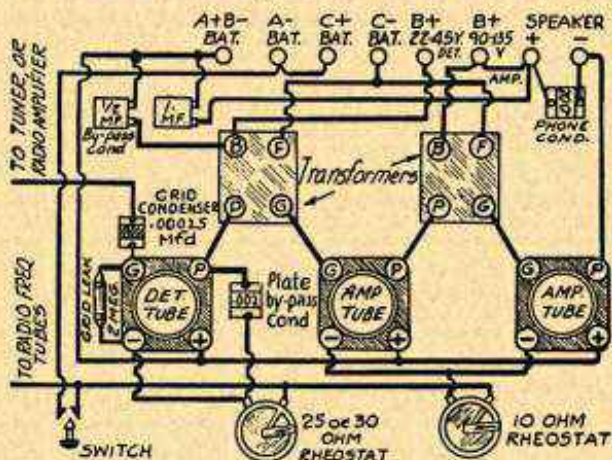 A+B- BAT.
A- BAT.
C+ BAT.
C- BAT.
B+ 22-45V. DET.
B+ 90-135 V AMP.
SPEAKER
+ -
TO TUNER, OR RADIO AMPLIFIER
1/2 MF.
By-pass Cond
1. MF.
.002
PHONE COND.
B F
Transformers
B F
P G
P G
GRID CONDENSER .00025 Mfd
GRID LEAK 2 MEG.
G P
DET. TUBE
- +
.001
Plate by-pass Cond
G P
AMP TUBE
- +
G P
AMP. TUBE
- +
TO RADIO FREQ TUBES
SWITCH
25 or 30 OHM RHEOSTAT
10 OHM RHEOSTAT